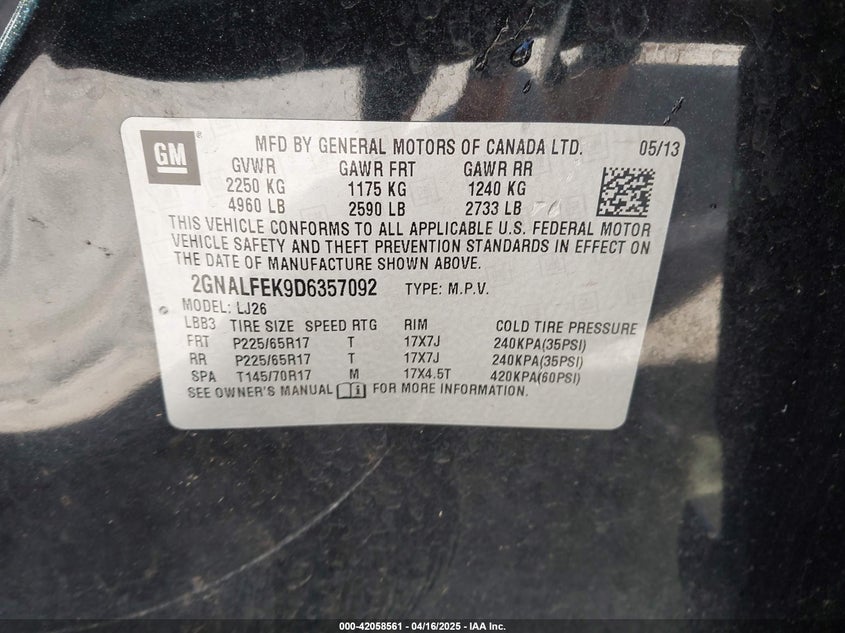 GM
MFD BY GENERAL MOTORS OF CANADA LTD. 05/13
GVWR GAWR FRT GAWR RR
2250 KG 1175 KG 1240 KG
4960 LB 2590 LB 2733 LB
THIS VEHICLE CONFORMS TO ALL APPLICABLE U.S. FEDERAL MOTOR
VEHICLE SAFETY AND THEFT PREVENTION STANDARDS IN EFFECT ON
THE DATE OF MANUFACTURE SHOWN ABOVE.
2GNALFEK9D6357092 TYPE: M.P.V.
MODEL: LJ26
LBB3 TIRE SIZE SPEED RTG RIM COLD TIRE PRESSURE
FRT P225/65R17 T 17X7J 240KPA(35PSI)
RR P225/65R17 T 17X7J 240KPA(35PSI)
SPA T145/70R17 M 17X4.5T 420KPA(60PSI)
SEE OWNER'S MANUAL FOR MORE INFORMATION.
000-42058561 - 04/16/2025 - IAA Inc.